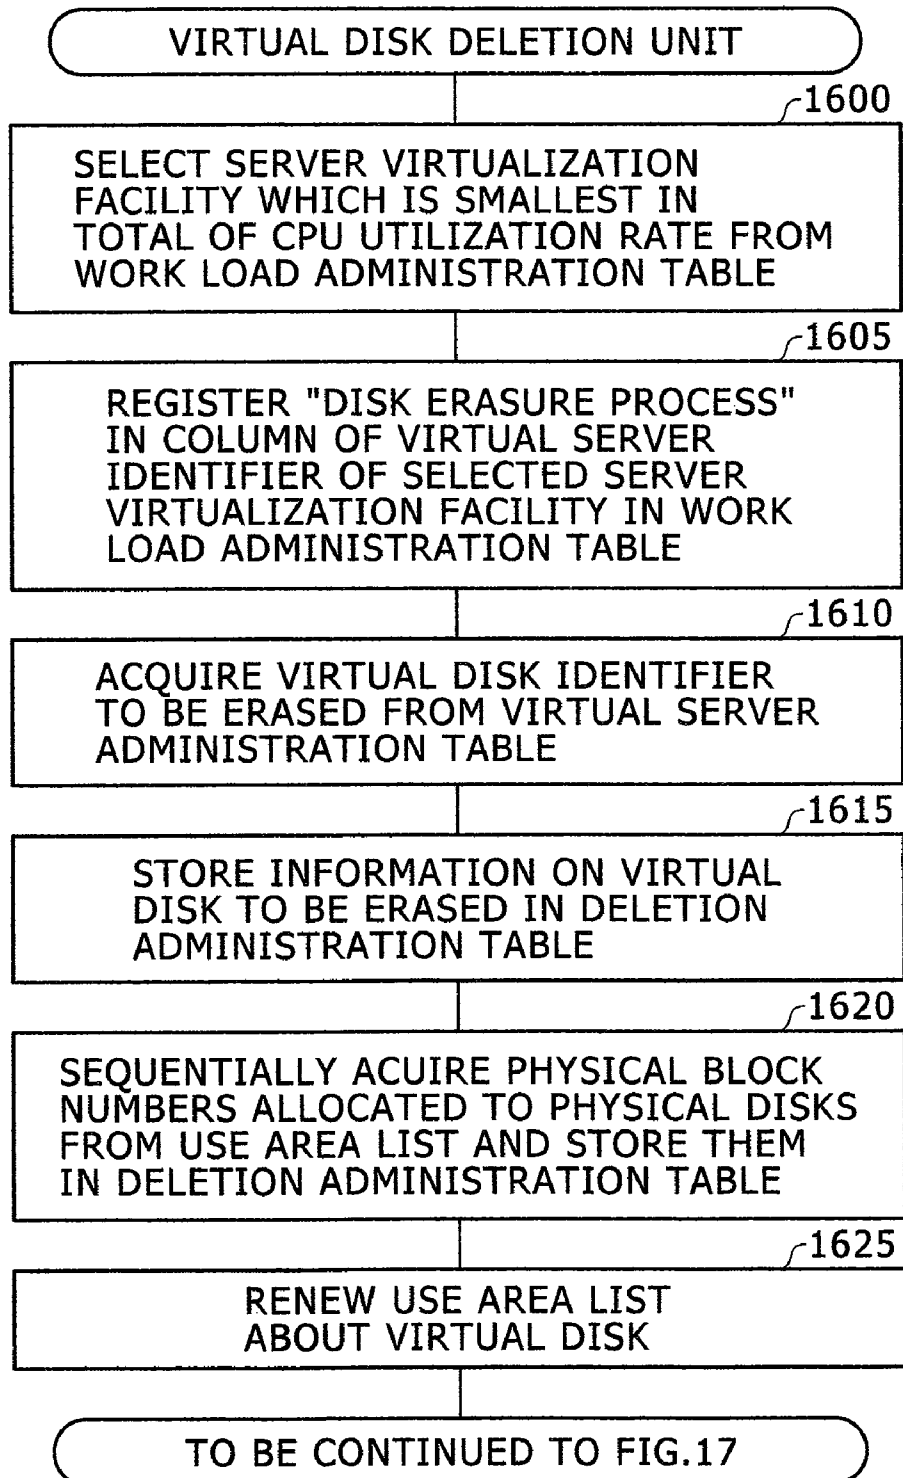 VIRTUAL DISK DELETION UNIT
1600
SELECT SERVER VIRTUALIZATION
FACILITY WHICH IS SMALLEST IN
TOTAL OF CPU UTILIZATION RATE FROM
WORK LOAD ADMINISTRATION TABLE
1605
REGISTER "DISK ERASURE PROCESS"
IN COLUMN OF VIRTUAL SERVER
IDENTIFIER OF SELECTED SERVER
VIRTUALIZATION FACILITY IN WORK
LOAD ADMINISTRATION TABLE
1610
ACQUIRE VIRTUAL DISK IDENTIFIER
TO BE ERASED FROM VIRTUAL SERVER
ADMINISTRATION TABLE
1615
STORE INFORMATION ON VIRTUAL
DISK TO BE ERASED IN DELETION
ADMINISTRATION TABLE
1620
SEQUENTIALLY ACUIRE PHYSICAL BLOCK
NUMBERS ALLOCATED TO PHYSICAL DISKS
FROM USE AREA LIST AND STORE THEM
IN DELETION ADMINISTRATION TABLE
1625
RENEW USE AREA LIST
ABOUT VIRTUAL DISK
TO BE CONTINUED TO FIG.17